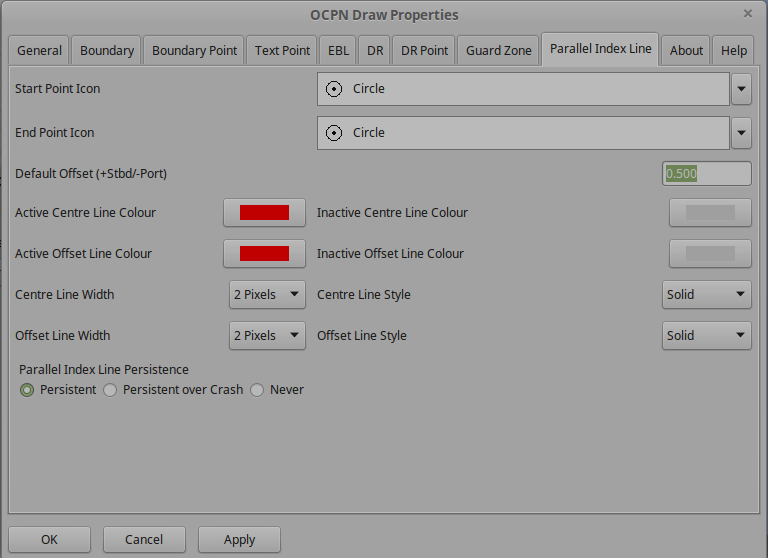 OCPN Draw Properties
General Boundary Boundary Point Text Point EBL DR DR Point Guard Zone Parallel Index Line About Help
Start Point Icon Circle
End Point Icon Circle
Default Offset (+Stbd/-Port) 0.500
Active Centre Line Colour Inactive Centre Line Colour
Active Offset Line Colour Inactive Offset Line Colour
Centre Line Width 2 Pixels Centre Line Style Solid
Offset Line Width 2 Pixels Offset Line Style Solid
Parallel Index Line Persistence
Persistent Persistent over Crash Never
OK Cancel Apply